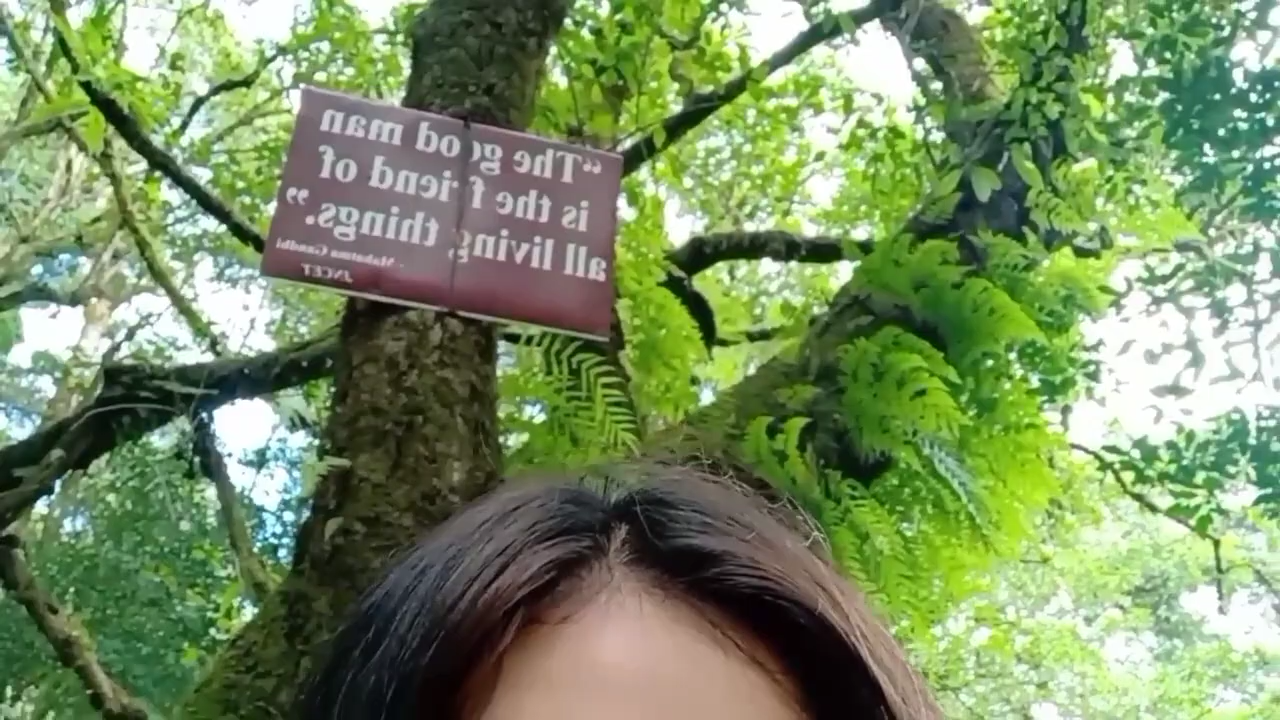 “The good man
is the friend of
all living things.”
-Mahatma Gandhi
JNCET